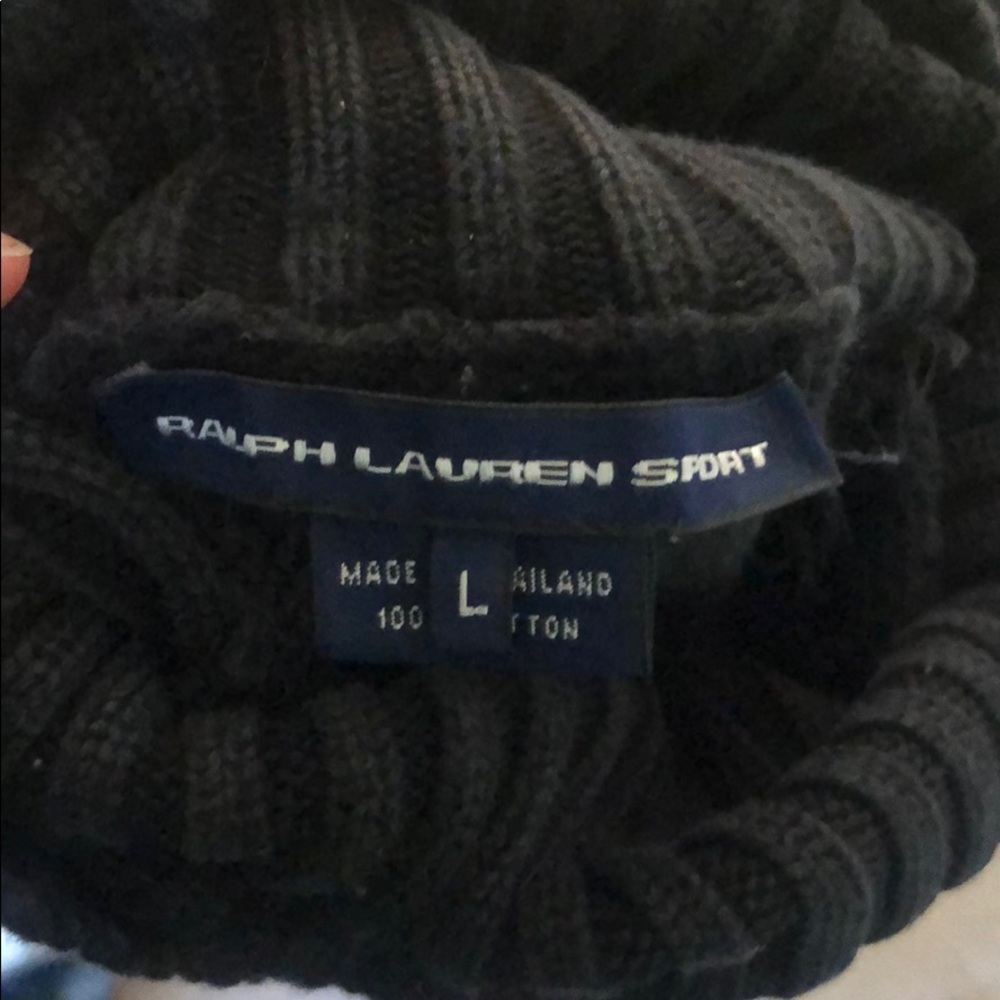 RALPH LAUREN SPORT
MADE AILAND
L
100 TTON